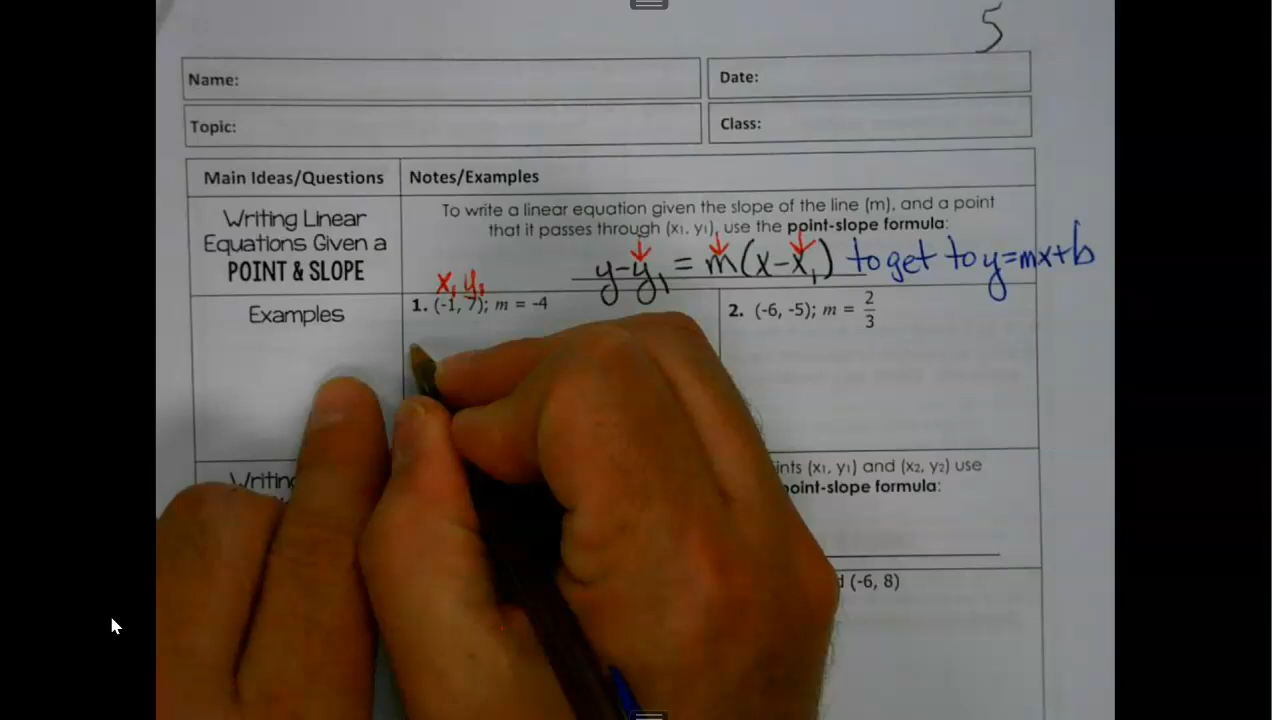 5
Name:
Date:
Topic:
Class:
Main Ideas/Questions
Notes/Examples
Writing Linear
Equations Given a
POINT & SLOPE
To write a linear equation given the slope of the line (m), and a point
that it passes through (x₁, y₁), use the point-slope formula:
y-y₁ = m(x-x₁) to get to y=mx+b
x₁ y₁
Examples
1. (-1, 7); m = -4
2. (-6, -5); m = 2/3
Writing
(x₁, y₁) and (x₂, y₂) use
point-slope formula:
(-6, 8)